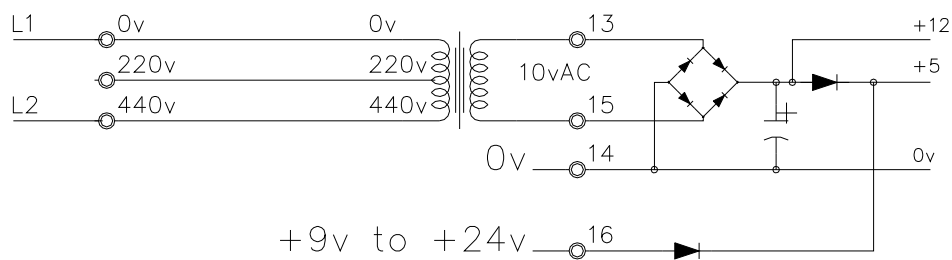 L1 0v 0v 13 +12
220v 220v 10vAC +5
L2 440v 440v 15
0v 14 0v
+9v to +24v 16